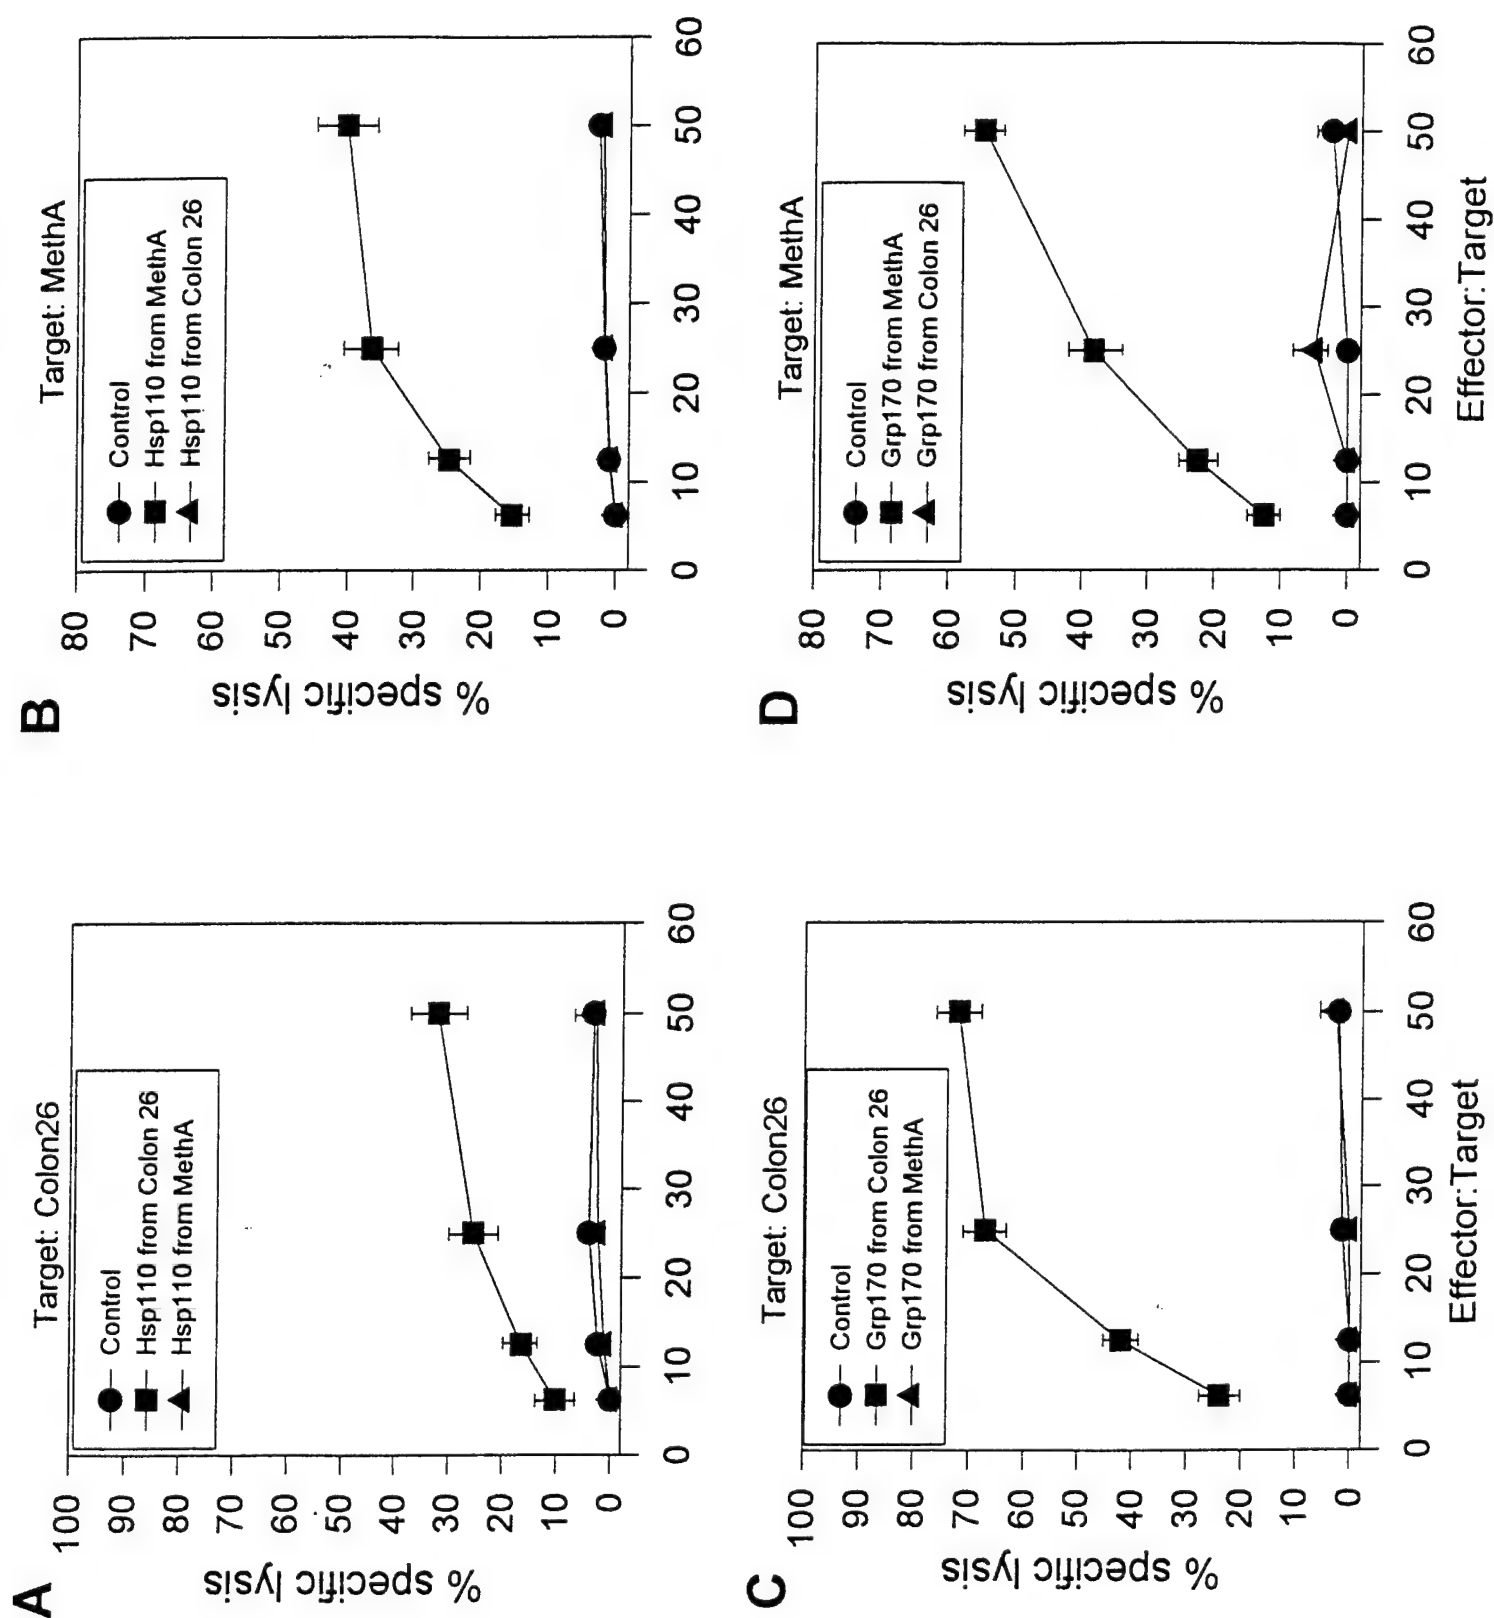 A
Target: Colon26
Control
Hsp110 from Colon 26
Hsp110 from MethA
% specific lysis
100
90
80
70
60
50
40
30
20
10
0
0 10 20 30 40 50 60
B
Target: MethA
Control
Hsp110 from MethA
Hsp110 from Colon 26
% specific lysis
80
70
60
50
40
30
20
10
0
0 10 20 30 40 50 60
C
Target: Colon26
Control
Grp170 from Colon 26
Grp170 from MethA
% specific lysis
100
90
80
70
60
50
40
30
20
10
0
0 10 20 30 40 50 60
Effector:Target
D
Target: MethA
Control
Grp170 from MethA
Grp170 from Colon 26
% specific lysis
80
70
60
50
40
30
20
10
0
0 10 20 30 40 50 60
Effector:Target